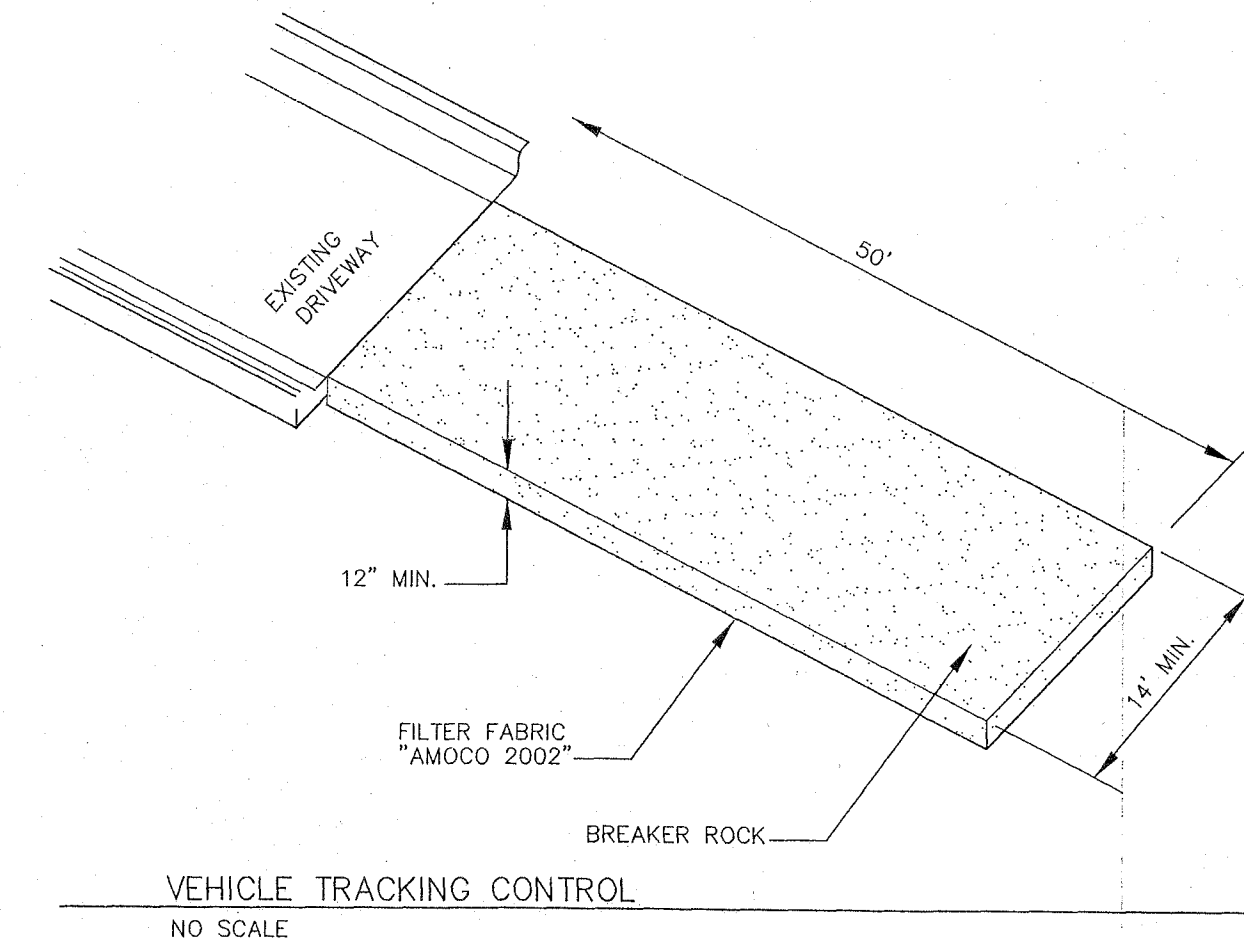 50'
EXISTING
DRIVEWAY
12" MIN.
14' MIN.
FILTER FABRIC
"AMOCO 2002"
BREAKER ROCK
VEHICLE TRACKING CONTROL
NO SCALE